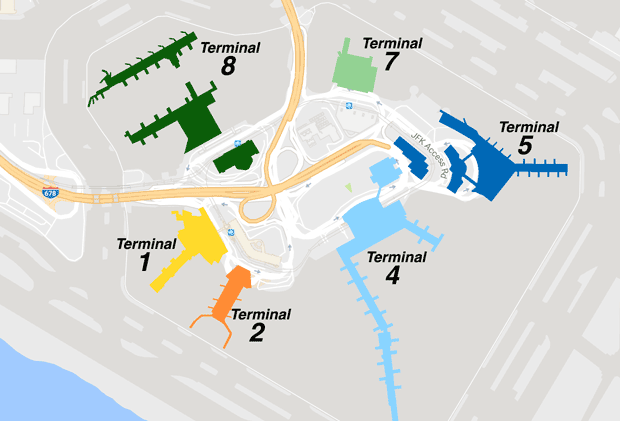 Terminal
8
Terminal
7
Terminal
5
JFK Access Rd
678
Terminal
1
Terminal
4
Terminal
2